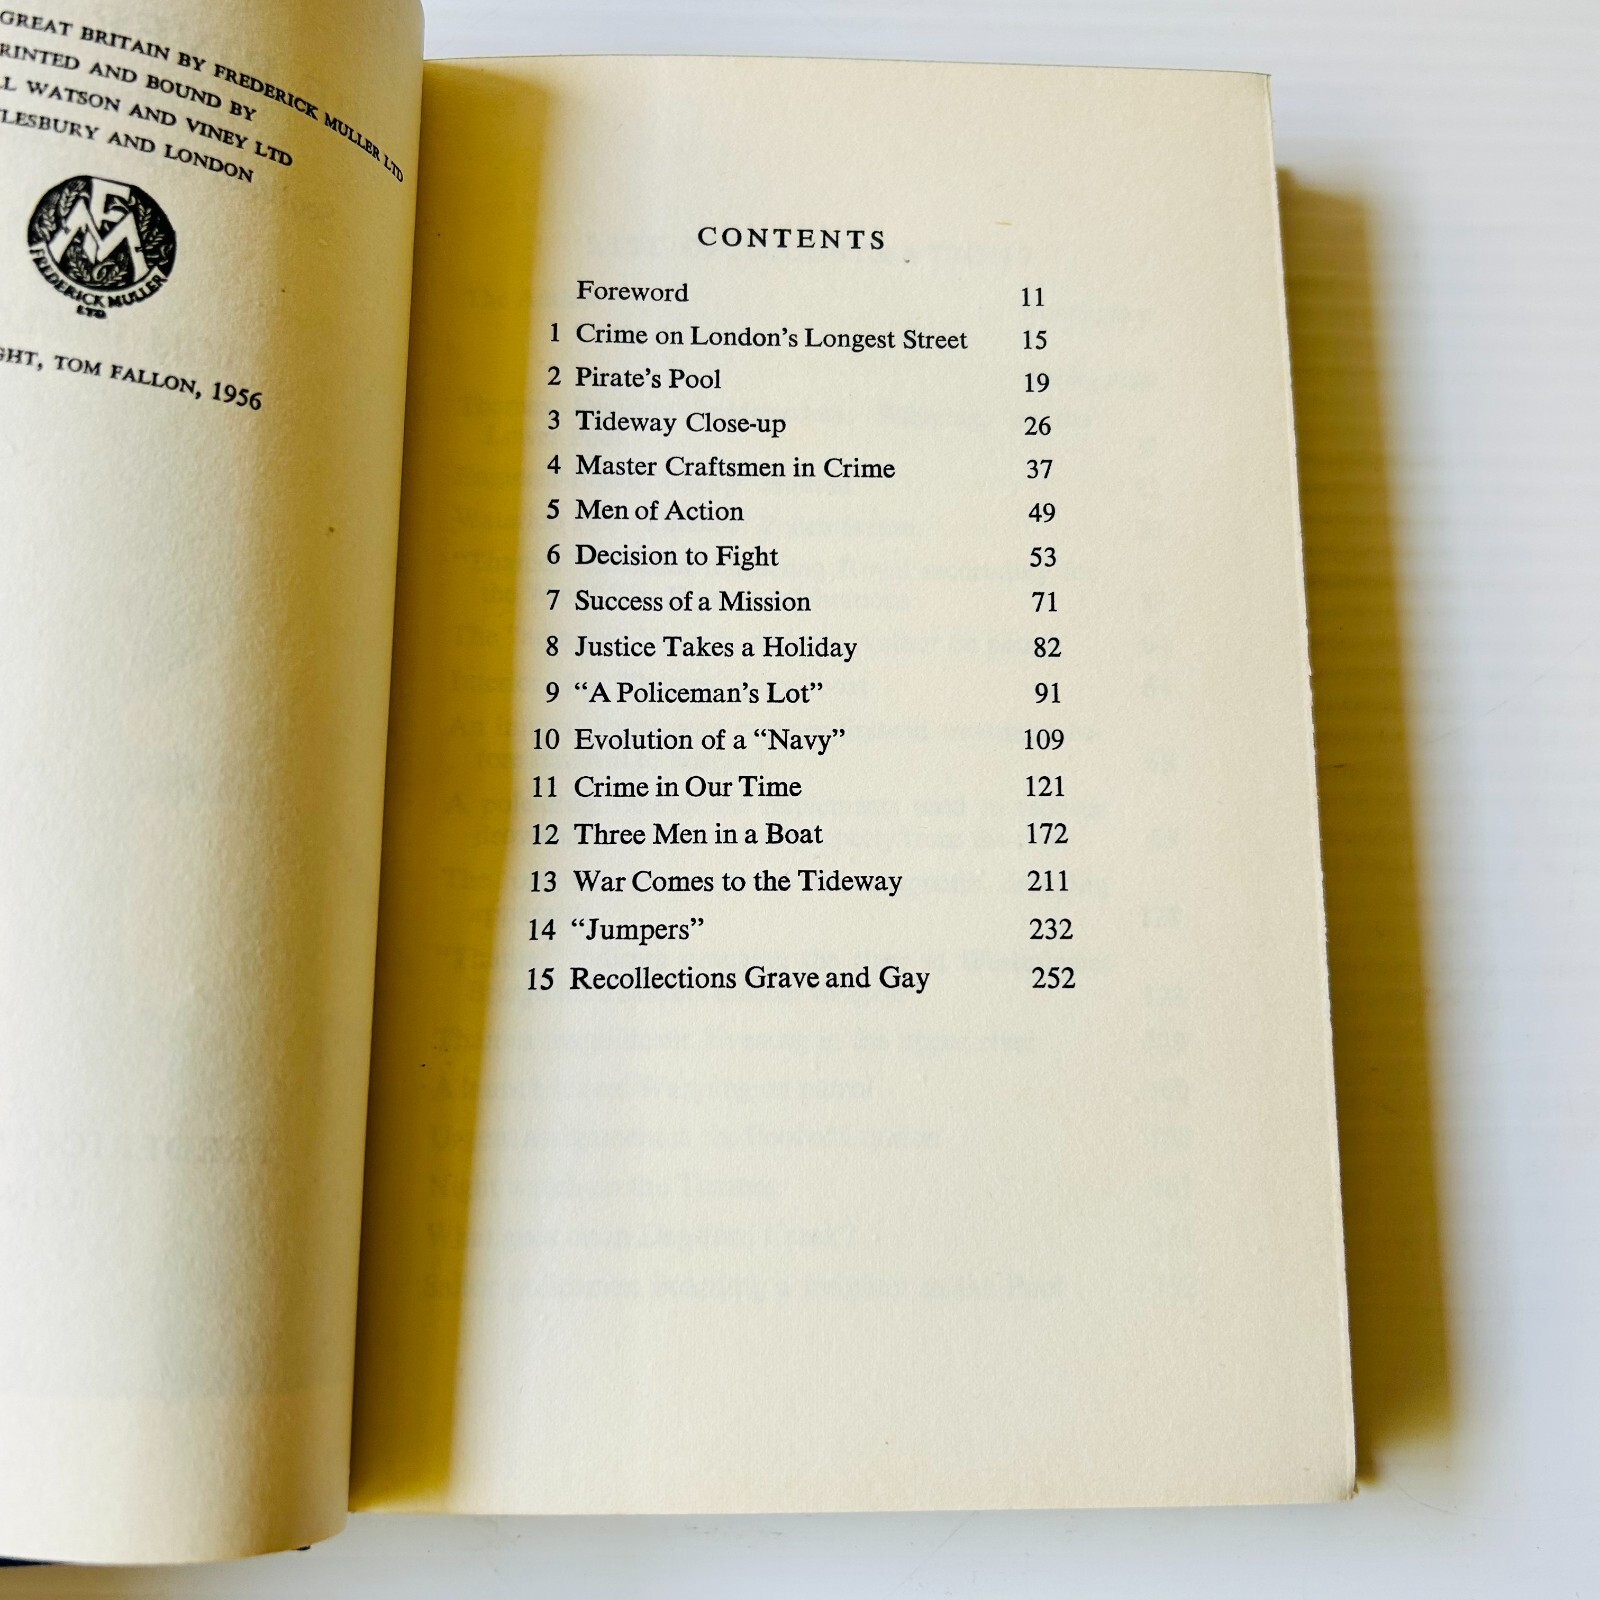 GREAT BRITAIN BY FREDERICK MULLER LTD
PRINTED AND BOUND BY
WATSON AND VINEY LTD
AND LONDON
FM
FREDERICK MULLER
LTD
TOM FALLON, 1956
CONTENTS
Foreword 11
1 Crime on London's Longest Street 15
2 Pirate's Pool 19
3 Tideway Close-up 26
4 Master Craftsmen in Crime 37
5 Men of Action 49
6 Decision to Fight 53
7 Success of a Mission 71
8 Justice Takes a Holiday 82
9 “A Policeman's Lot” 91
10 Evolution of a “Navy” 109
11 Crime in Our Time 121
12 Three Men in a Boat 172
13 War Comes to the Tideway 211
14 “Jumpers” 232
15 Recollections Grave and Gay 252